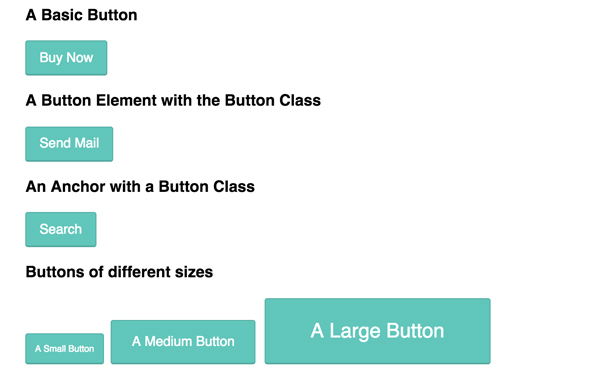 A Basic Button
Buy Now
A Button Element with the Button Class
Send Mail
An Anchor with a Button Class
Search
Buttons of different sizes
A Small Button
A Medium Button
A Large Button